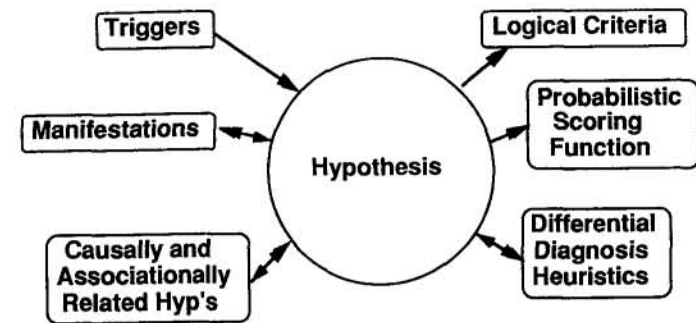 Triggers
Manifestations
Causally and
Associationally
Related Hyp's
Hypothesis
Logical Criteria
Probabilistic
Scoring
Function
Differential
Diagnosis
Heuristics